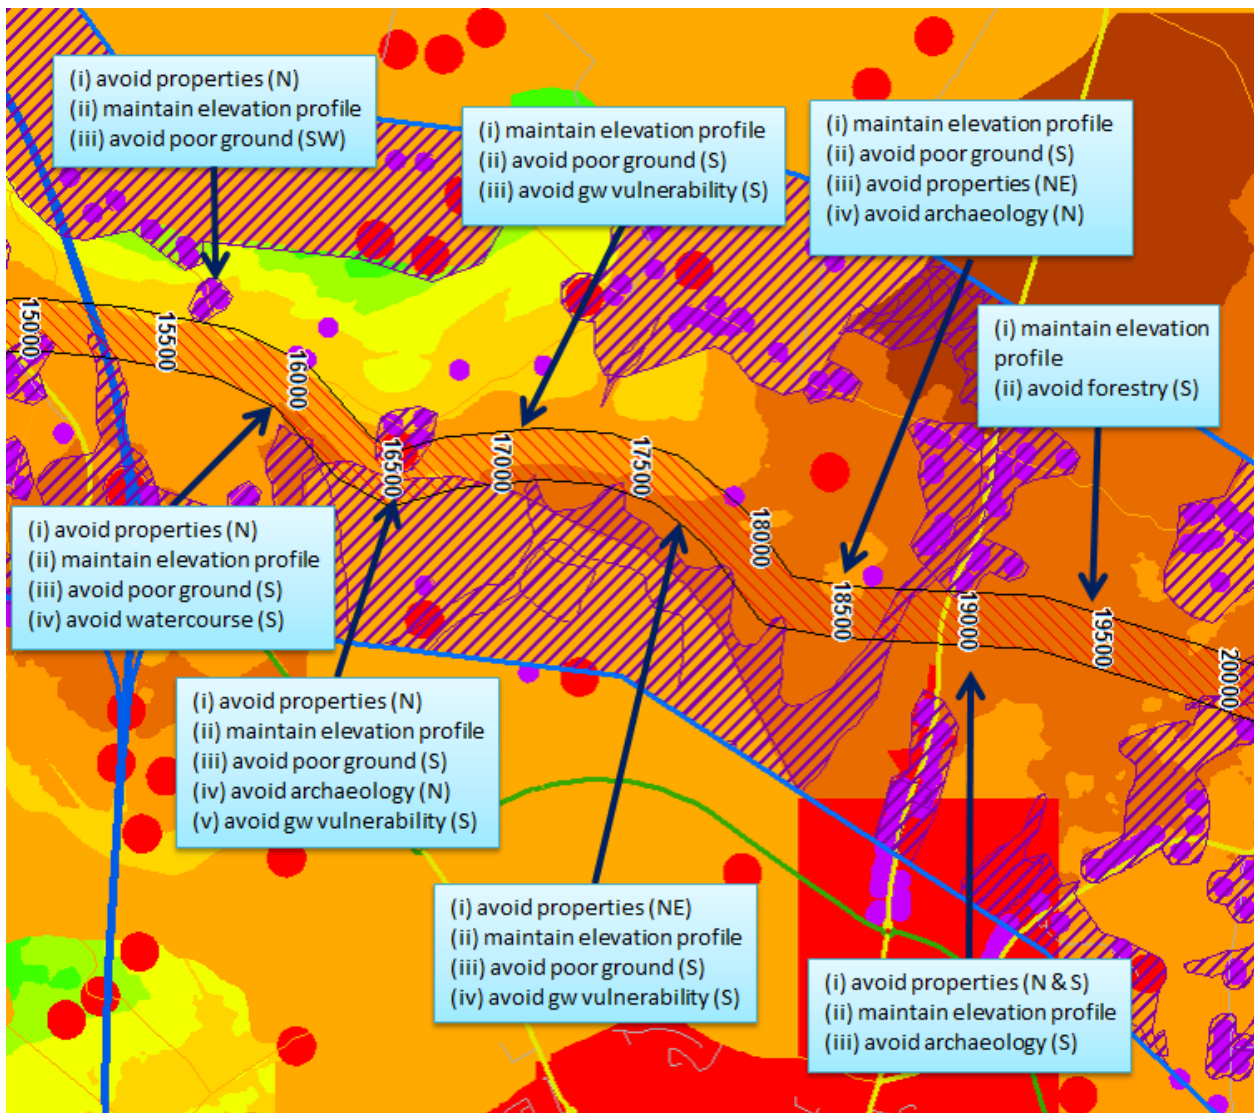 (i) avoid properties (N)
(ii) maintain elevation profile
(iii) avoid poor ground (SW)
(i) maintain elevation profile
(ii) avoid poor ground (S)
(iii) avoid gw vulnerability (S)
(i) maintain elevation profile
(ii) avoid poor ground (S)
(iii) avoid properties (NE)
(iv) avoid archaeology (N)
(i) maintain elevation
profile
(ii) avoid forestry (S)
15000
15500
16000
16500
17000
17500
18000
18500
19000
19500
20000
(i) avoid properties (N)
(ii) maintain elevation profile
(iii) avoid poor ground (S)
(iv) avoid watercourse (S)
(i) avoid properties (N)
(ii) maintain elevation profile
(iii) avoid poor ground (S)
(iv) avoid archaeology (N)
(v) avoid gw vulnerability (S)
(i) avoid properties (NE)
(ii) maintain elevation profile
(iii) avoid poor ground (S)
(iv) avoid gw vulnerability (S)
(i) avoid properties (N & S)
(ii) maintain elevation profile
(iii) avoid archaeology (S)